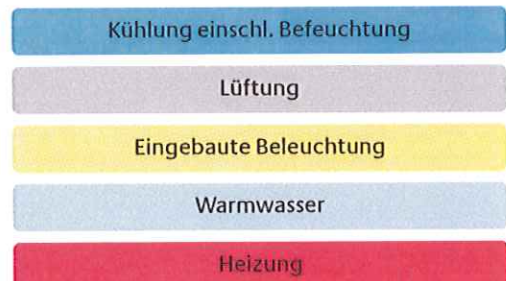 Kühlung einschl. Befeuchtung
Lüftung
Eingebaute Beleuchtung
Warmwasser
Heizung